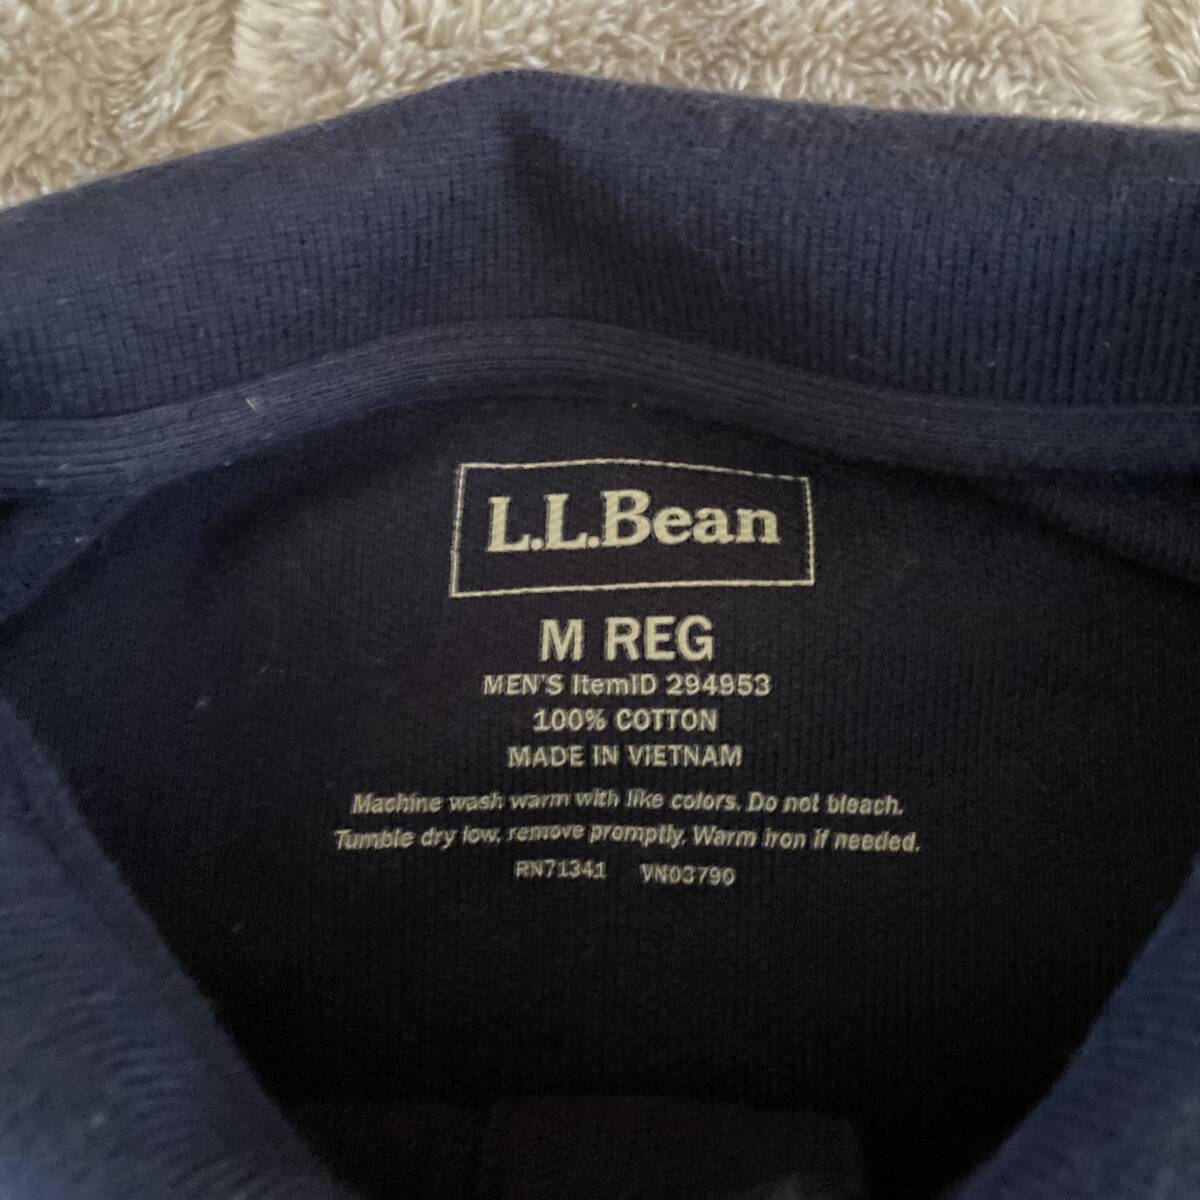 L.L.Bean
M REG
MEN'S ItemID 294953
100% COTTON
MADE IN VIETNAM
Machine wash warm with like colors. Do not bleach.
Tumble dry low, remove promptly. Warm iron if needed.
RN71341 VN03790